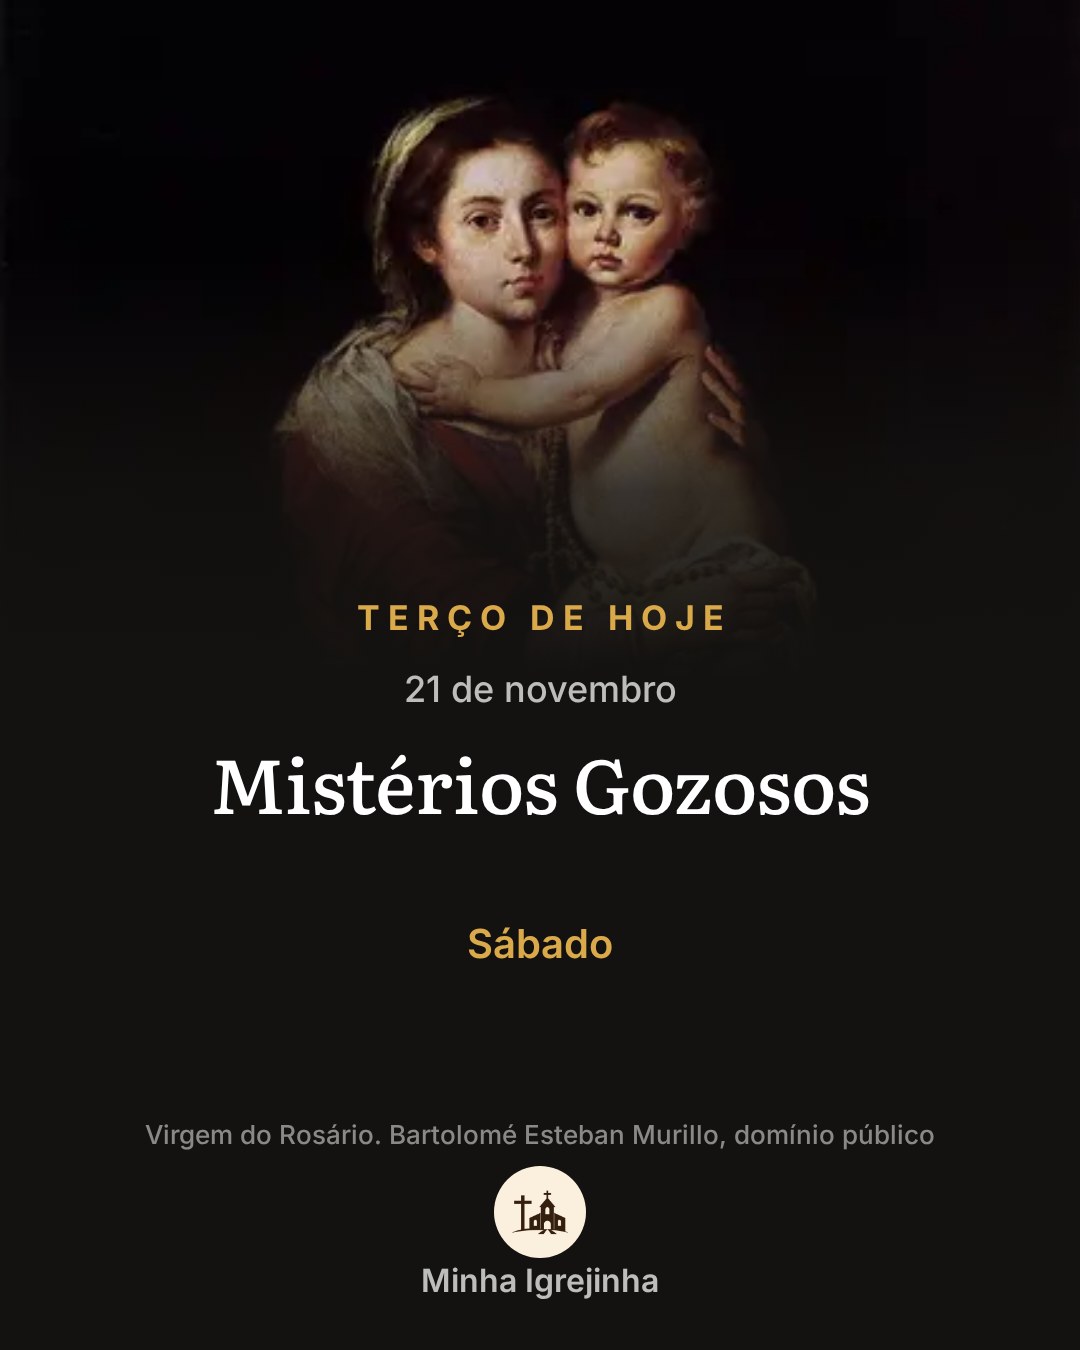 TERÇO DE HOJE
21 de novembro
Mistérios Gozosos
Sábado
Virgem do Rosário. Bartolomé Esteban Murillo, domínio público
Minha Igrejinha